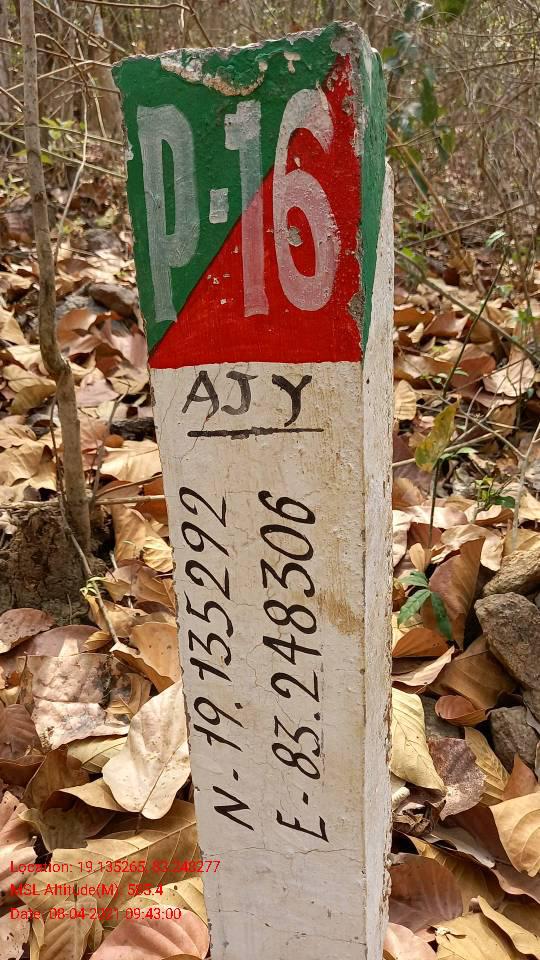 P-16
AJY
N-19.135292
E-83.248306
Location: 19.135265, 83.248277
MSL Altitude(M): 565.4
Date: 08-04-2021 09:43:00